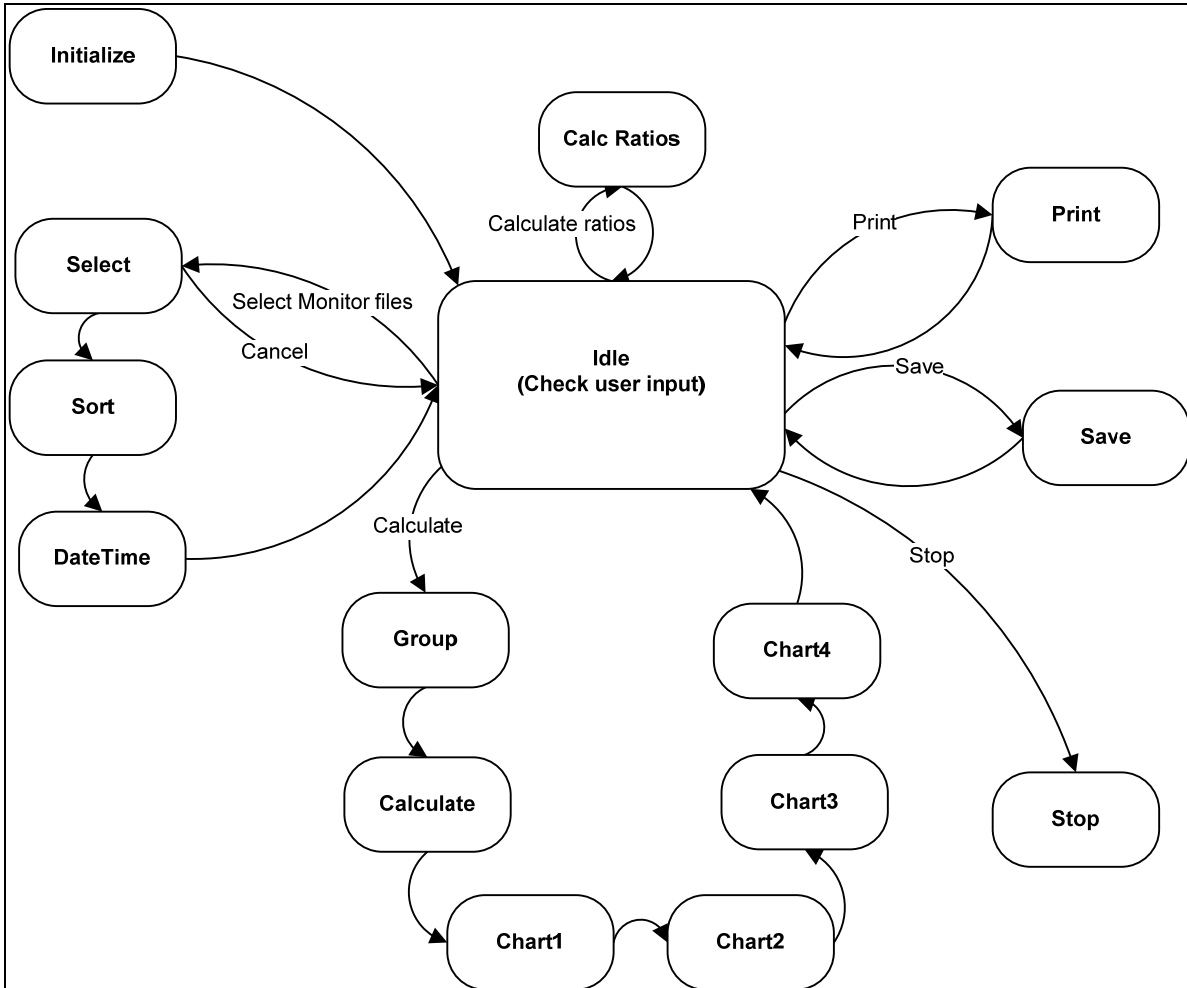 Initialize
Calc Ratios
Calculate ratios
Print
Print
Select
Select Monitor files
Cancel
Idle
(Check user input)
Save
Save
Sort
DateTime
Calculate
Stop
Group
Chart4
Calculate
Chart3
Stop
Chart1
Chart2